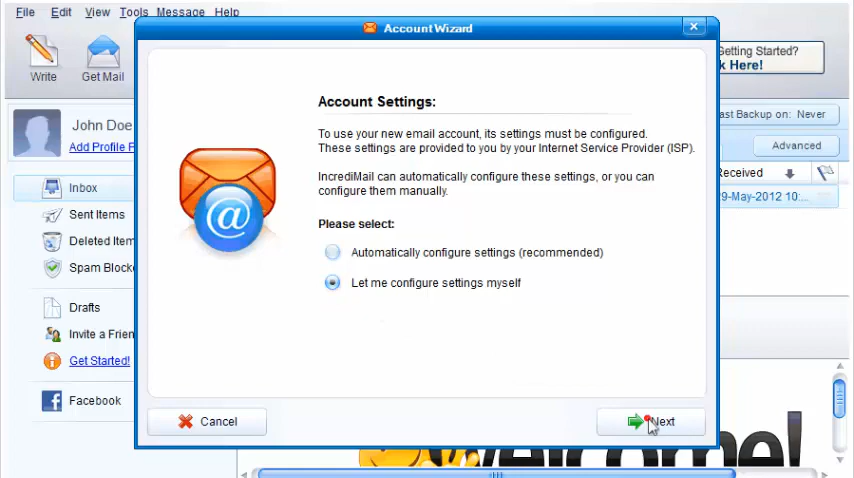 File Edit View Tools Message Help
Account Wizard
Write
Get Mail
Getting Started?
k Here!
John Doe
Add Profile P
ast Backup on: Never
Advanced
Inbox
Sent Items
Deleted Item
Spam Blocke
Drafts
Invite a Frien
Get Started!
Facebook
eceived
9-May-2012 10:...
Account Settings:
To use your new email account, its settings must be configured.
These settings are provided to you by your Internet Service Provider (ISP).
IncrediMail can automatically configure these settings, or you can
configure them manually.
Please select:
Automatically configure settings (recommended)
Let me configure settings myself
Cancel
Next
Welcome!